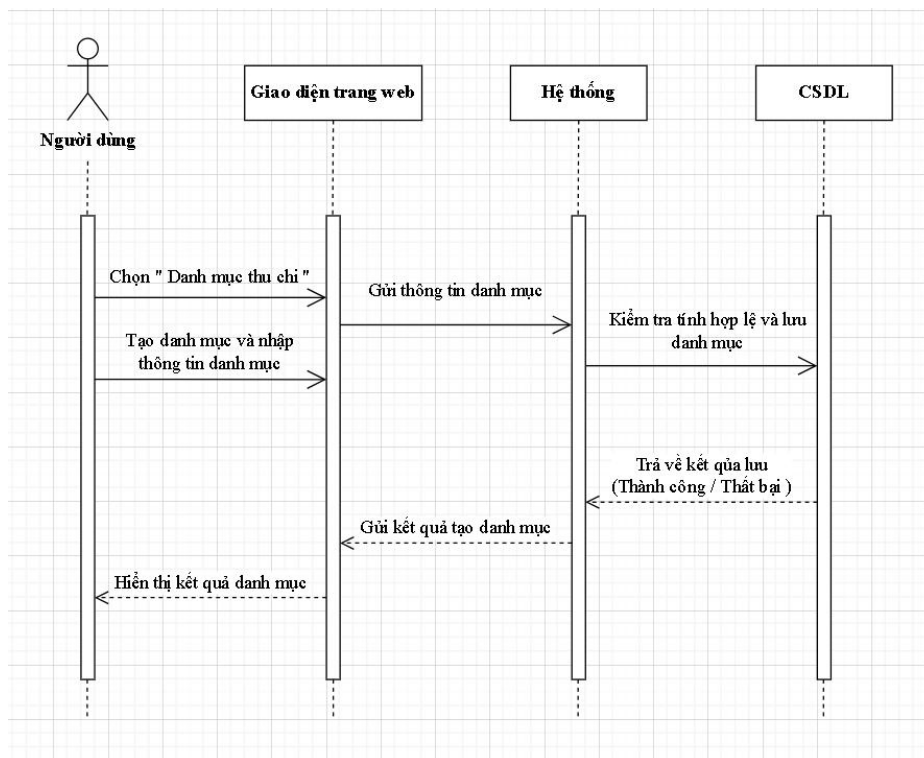 Người dùng
Giao diện trang web
Hệ thống
CSDL
Chọn " Danh mục thu chi "
Gửi thông tin danh mục
Kiểm tra tính hợp lệ và lưu
danh mục
Tạo danh mục và nhập
thông tin danh mục
Trả về kết qủa lưu
(Thành công / Thất bại )
Gửi kết quả tạo danh mục
Hiển thị kết quả danh mục